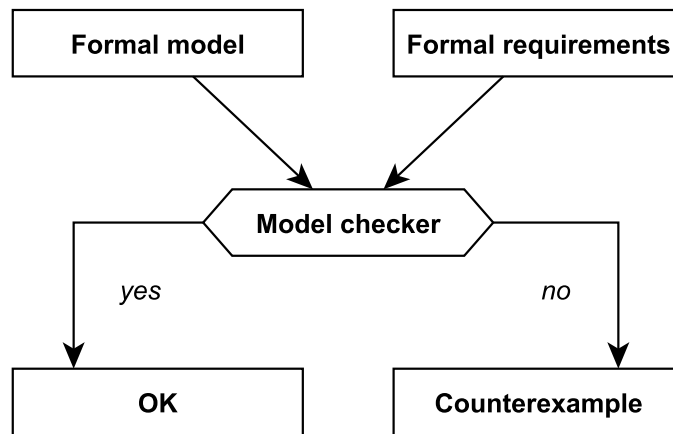 Formal model
Formal requirements
Model checker
yes
no
OK
Counterexample